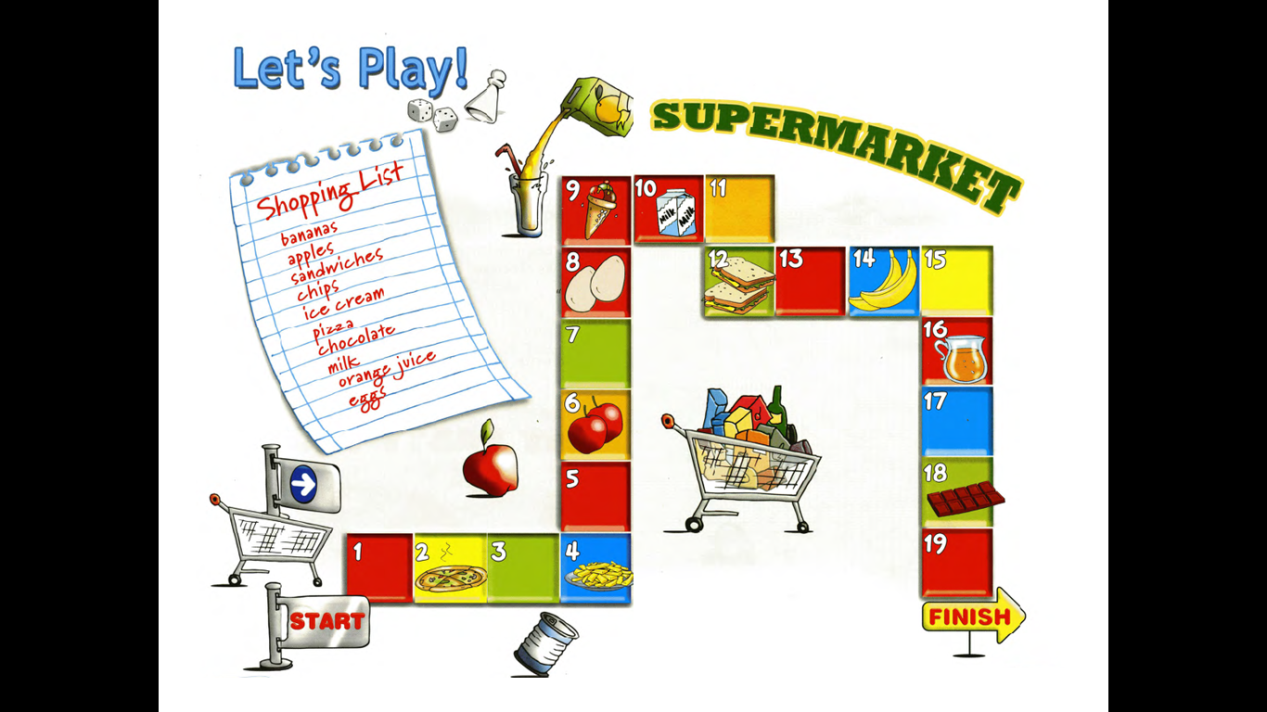 Let's Play!
SUPERMARKET
Shopping List
bananas
apples
sandwiches
chips
ice cream
pizza
chocolate
milk
orange juice
eggs
9
10
Milk
Milk
11
8
12
13
14
15
7
16
6
17
5
18
1
2
3
4
19
START
FINISH